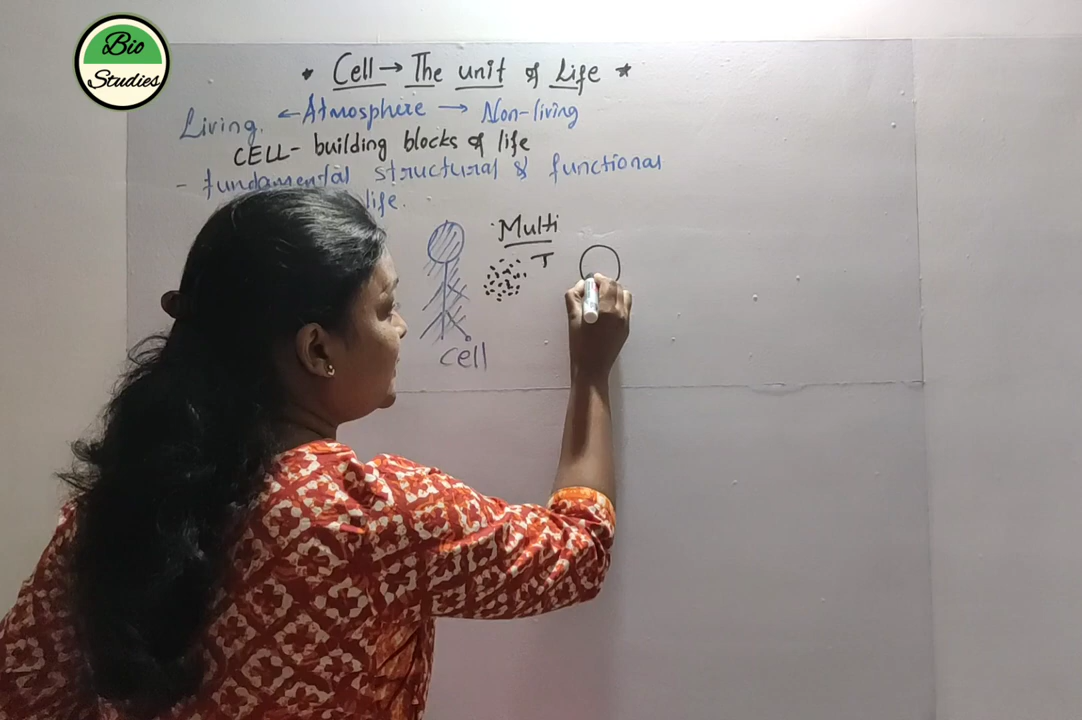 Bio
Studies
* Cell → The unit of Life *
Living. ← Atmosphere → Non-living
CELL - building blocks of life
- fundamental structural & functional
life.
Multi
T
cell